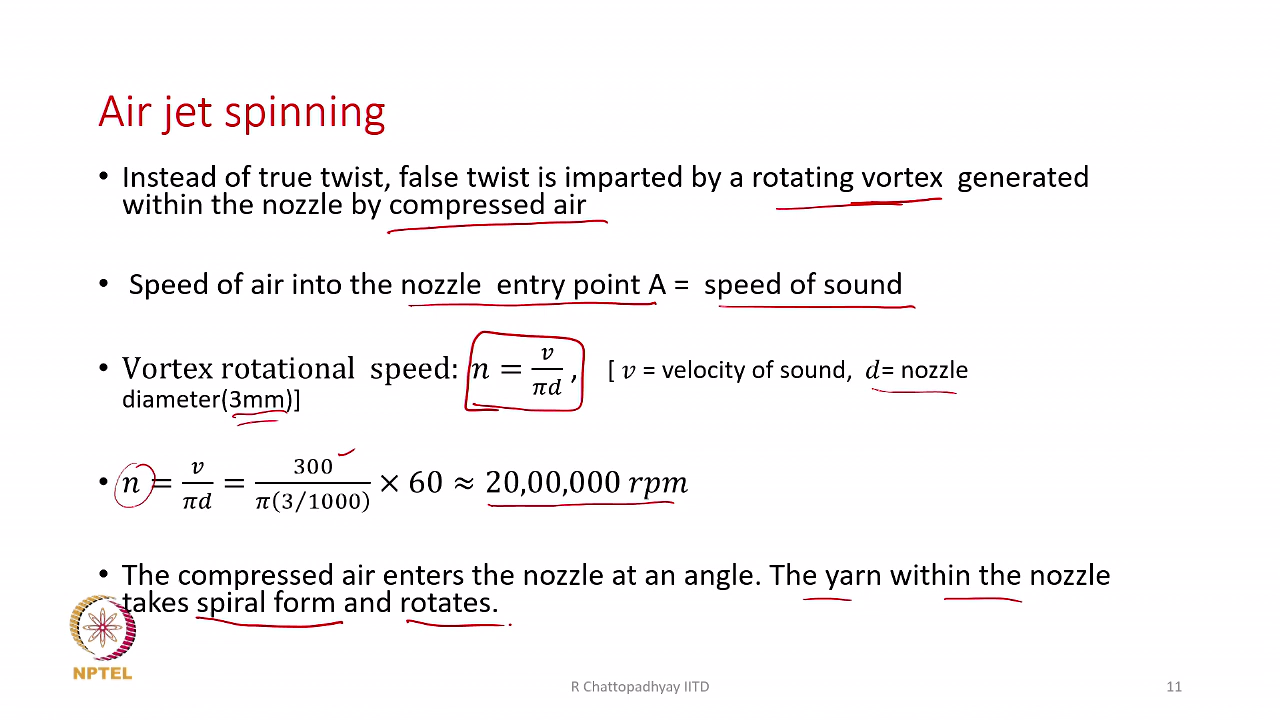 Air jet spinning
• Instead of true twist, false twist is imparted by a rotating vortex generated
within the nozzle by compressed air
• Speed of air into the nozzle entry point A = speed of sound
• Vortex rotational speed: n = v/πd, [ v = velocity of sound, d= nozzle
diameter(3mm)]
• n = v/πd = 300/π(3/1000) × 60 ≈ 20,00,000 rpm
• The compressed air enters the nozzle at an angle. The yarn within the nozzle
takes spiral form and rotates.
NPTEL
R Chattopadhyay IITD
11